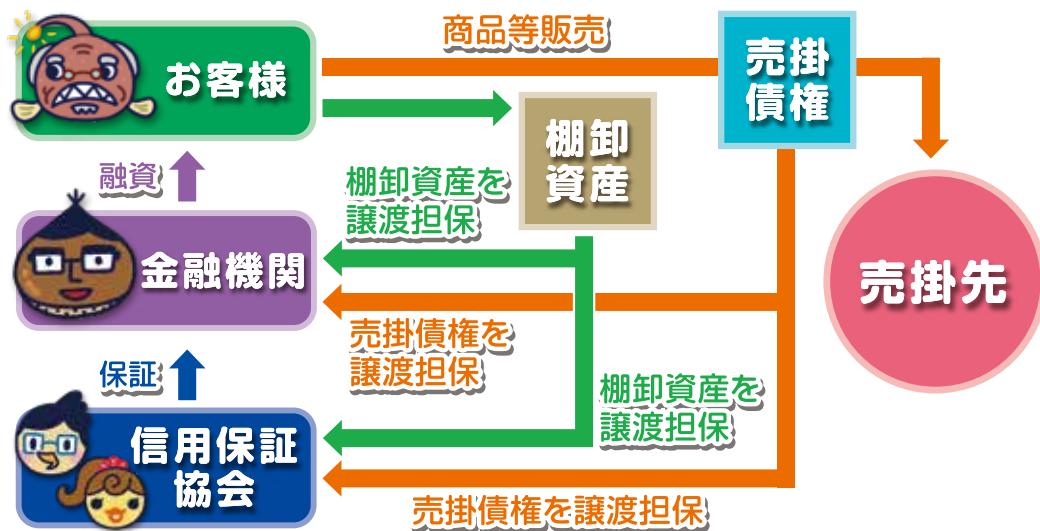 商品等販売
お客様
売掛
債権
棚卸
資産
融資
棚卸資産を
譲渡担保
金融機関
売掛先
売掛債権を
譲渡担保
保証
棚卸資産を
譲渡担保
信用保証
協会
売掛債権を譲渡担保